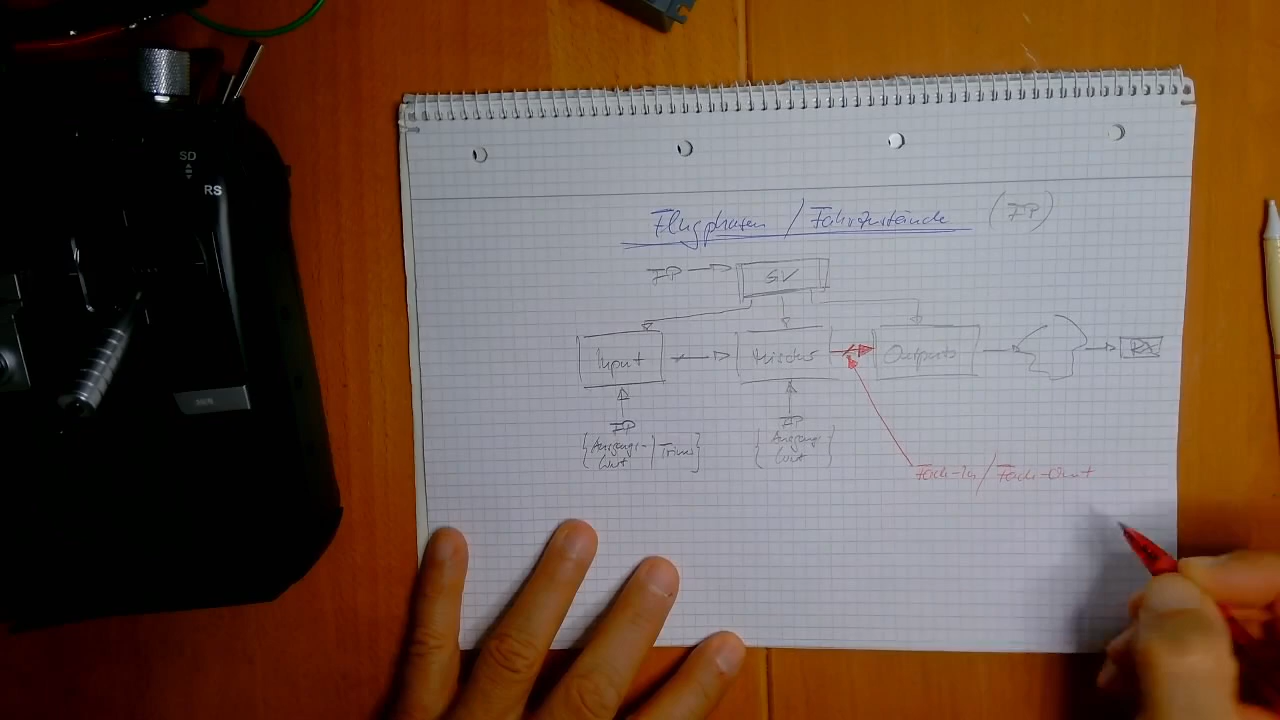 SD
RS
Flugphasen / Fahrzustände (FP)
FP → GV
Input → Mischer → Outputs → RX
FP FP
{Ausgangs- | Trims} {Ausgangs
wert wert}
Fade-In / Fade-Out